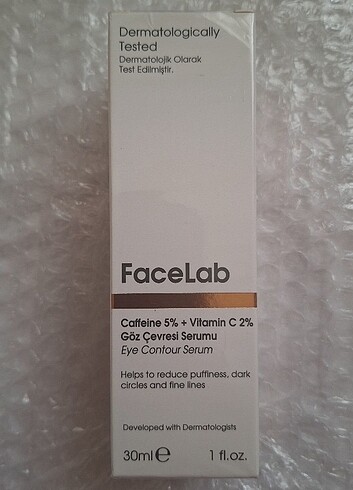 Dermatologically
Tested
Dermatolojik Olarak
Test Edilmiştir.
FaceLab
Caffeine 5% + Vitamin C 2%
Göz Çevresi Serumu
Eye Contour Serum
Helps to reduce puffiness, dark
circles and fine lines
Developed with Dermatologists
30ml ℮ 1 fl.oz.